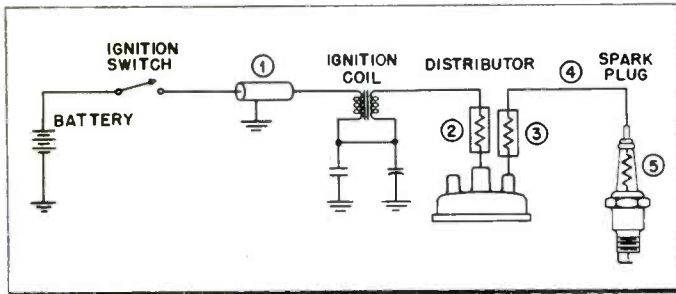 IGNITION
SWITCH
①
IGNITION
COIL
DISTRIBUTOR
④
SPARK
PLUG
BATTERY
②
③
⑤